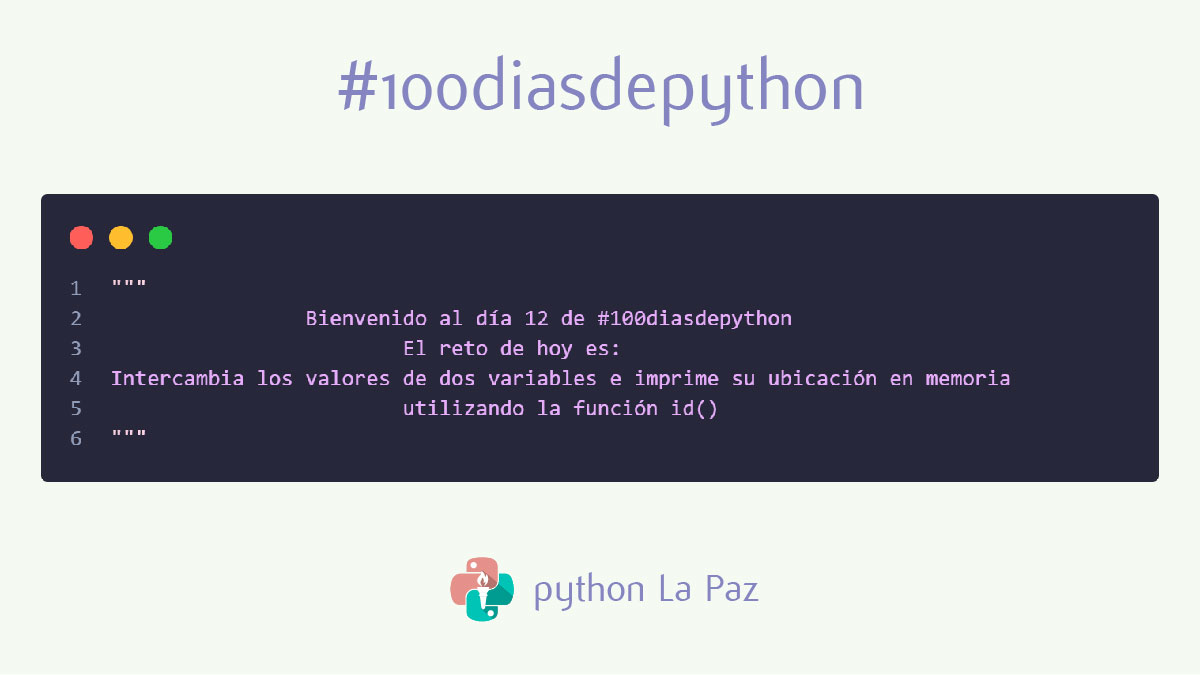 #100diasdepython
1 """
2 Bienvenido al día 12 de #100diasdepython
3 El reto de hoy es:
4 Intercambia los valores de dos variables e imprime su ubicación en memoria
5 utilizando la función id()
6 """
python La Paz